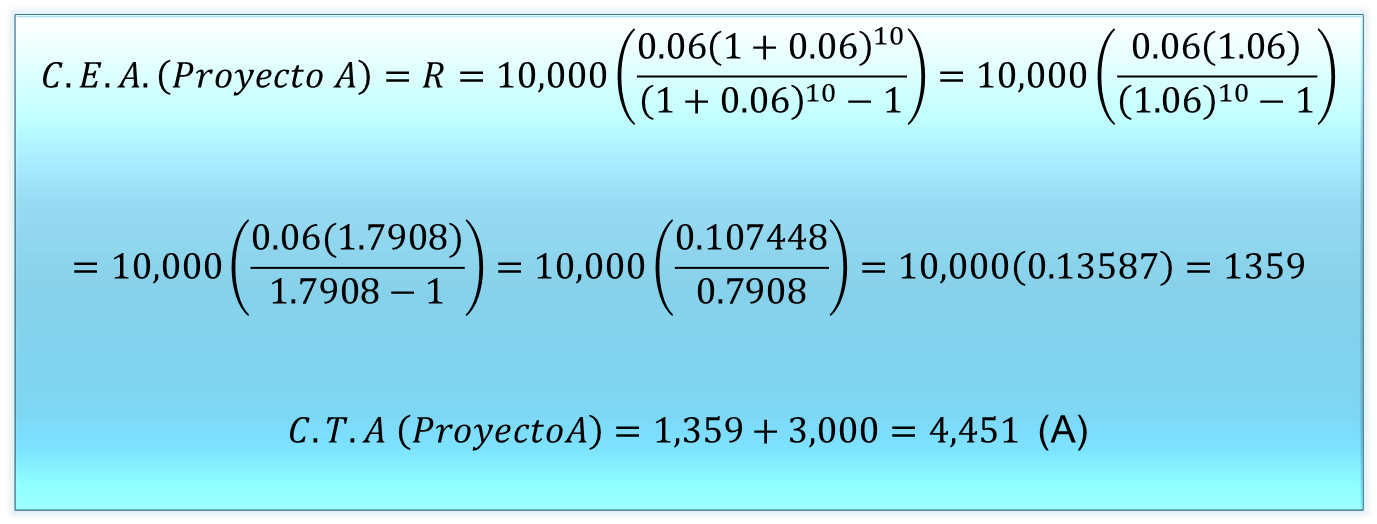 C.E.A.(Proyecto A) = R = 10,000 (0.06(1 + 0.06)^10 / (1 + 0.06)^10 − 1) = 10,000 (0.06(1.06) / (1.06)^10 − 1)
= 10,000 (0.06(1.7908) / 1.7908 − 1) = 10,000 (0.107448 / 0.7908) = 10,000(0.13587) = 1359
C.T.A (ProyectoA) = 1,359 + 3,000 = 4,451 (A)